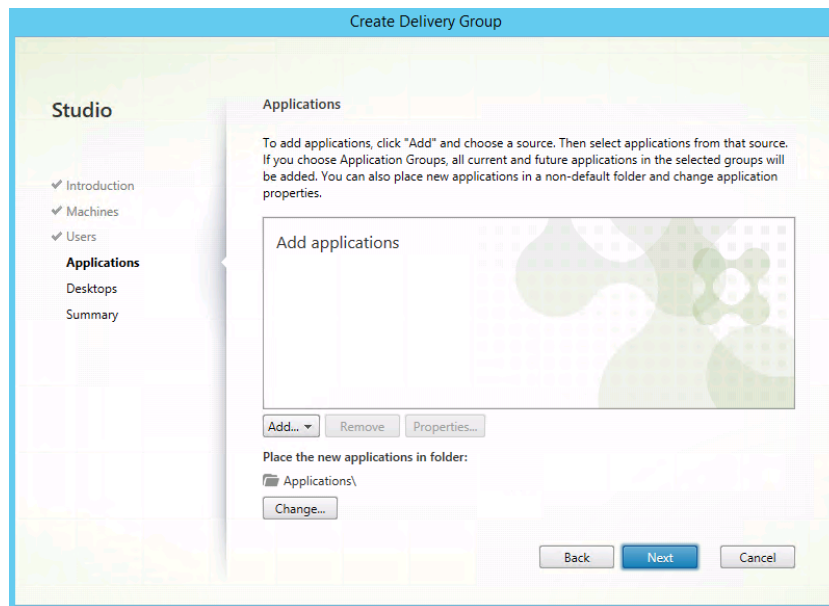 Create Delivery Group
Studio
Introduction
Machines
Users
Applications
Desktops
Summary
Applications
To add applications, click "Add" and choose a source. Then select applications from that source.
If you choose Application Groups, all current and future applications in the selected groups will
be added. You can also place new applications in a non-default folder and change application
properties.
Add applications
Add...
Remove
Properties...
Place the new applications in folder:
Applications\
Change...
Back
Next
Cancel